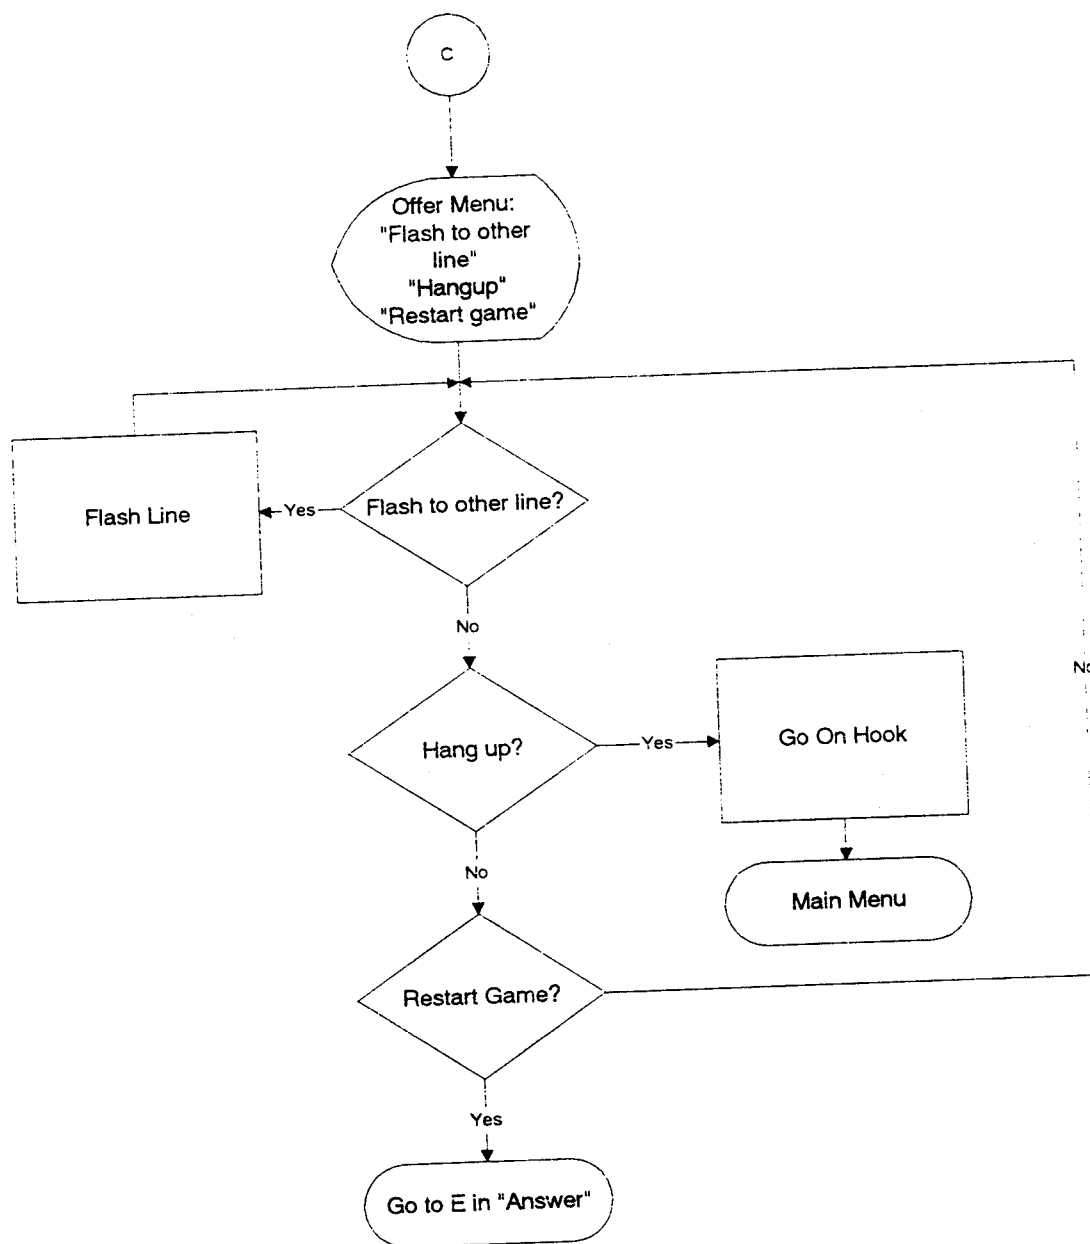 C
Offer Menu:
"Flash to other
line"
"Hangup"
"Restart game"
Flash Line
Yes
Flash to other line?
No
No
Hang up?
Yes
Go On Hook
No
Main Menu
Restart Game?
Yes
Go to E in "Answer"